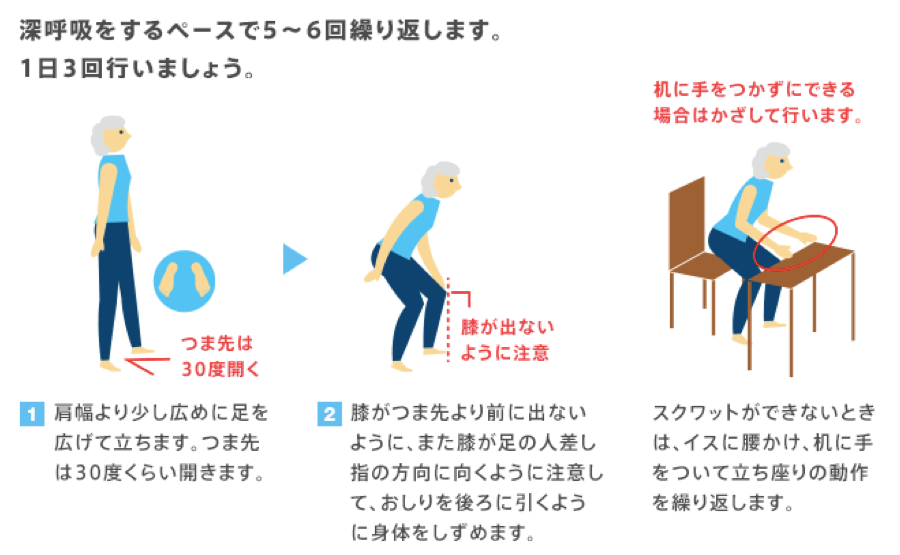 深呼吸をするペースで5～6回繰り返します。
1日3回行いましょう。
机に手をつかずにできる
場合はかざして行います。
つま先は
30度開く
膝が出ない
ように注意
1 肩幅より少し広めに足を
広げて立ちます。つま先
は30度くらい開きます。
2 膝がつま先より前に出ない
ように、また膝が足の人差し
指の方向に向くように注意し
て、おしりを後ろに引くよう
に身体をしずめます。
スクワットができないとき
は、イスに腰かけ、机に手
をついて立ち座りの動作
を繰り返します。